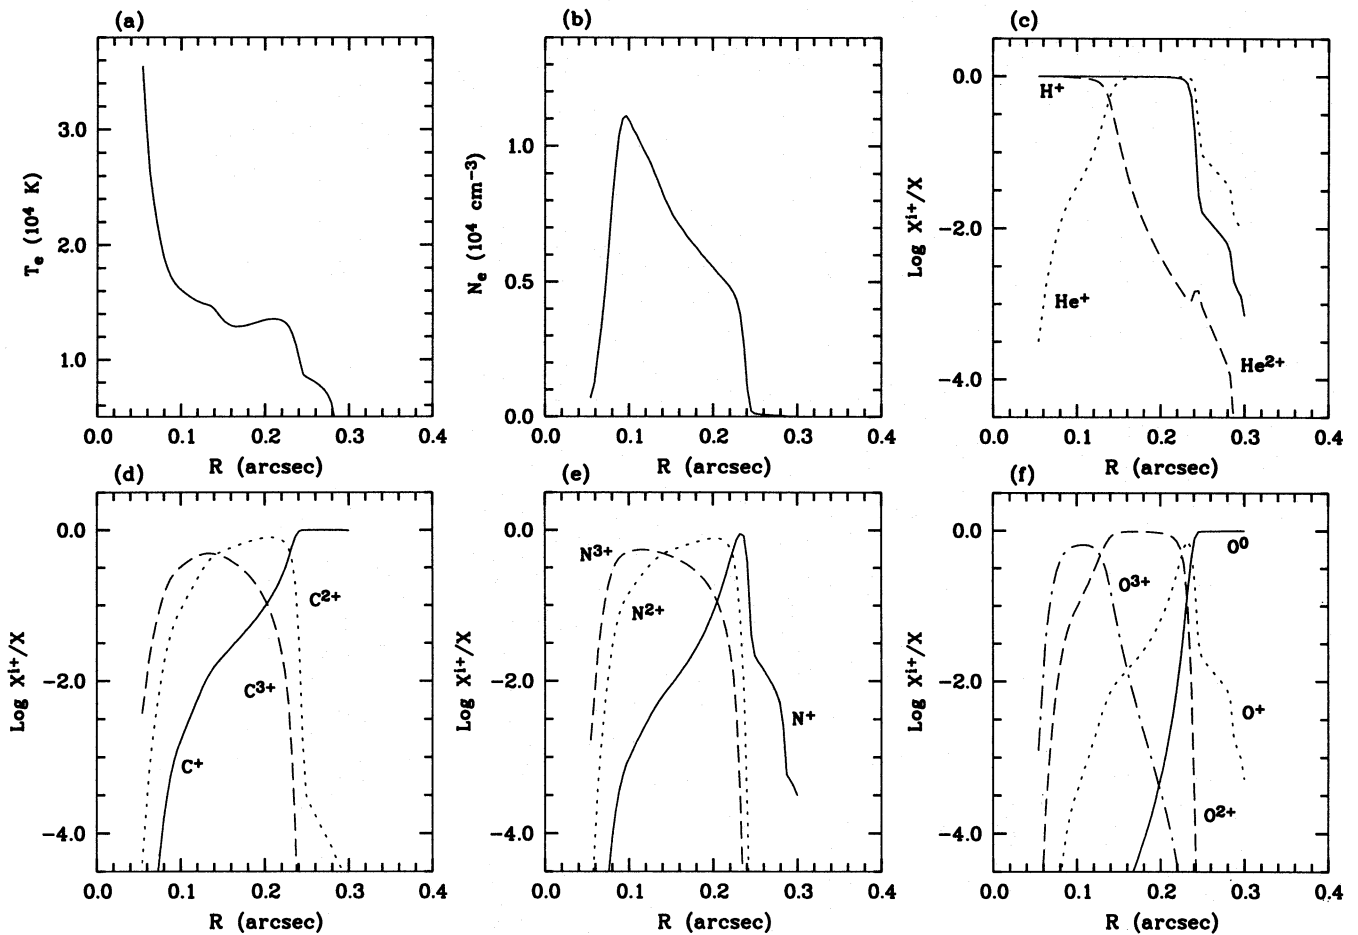 (a)
3.0
2.0
1.0
Tₑ (10⁴ K)
0.0 0.1 0.2 0.3 0.4
R (arcsec)
(b)
1.0
0.5
0.0
Nₑ (10⁴ cm⁻³)
0.0 0.1 0.2 0.3 0.4
R (arcsec)
(c)
0.0
−2.0
−4.0
Log Xⁱ⁺/X
H⁺
He⁺
He²⁺
0.0 0.1 0.2 0.3 0.4
R (arcsec)
(d)
0.0
−2.0
−4.0
Log Xⁱ⁺/X
C²⁺
C³⁺
C⁺
0.0 0.1 0.2 0.3 0.4
R (arcsec)
(e)
0.0
−2.0
−4.0
Log Xⁱ⁺/X
N³⁺
N²⁺
N⁺
0.0 0.1 0.2 0.3 0.4
R (arcsec)
(f)
0.0
−2.0
−4.0
Log Xⁱ⁺/X
O⁰
O³⁺
O⁺
O²⁺
0.0 0.1 0.2 0.3 0.4
R (arcsec)